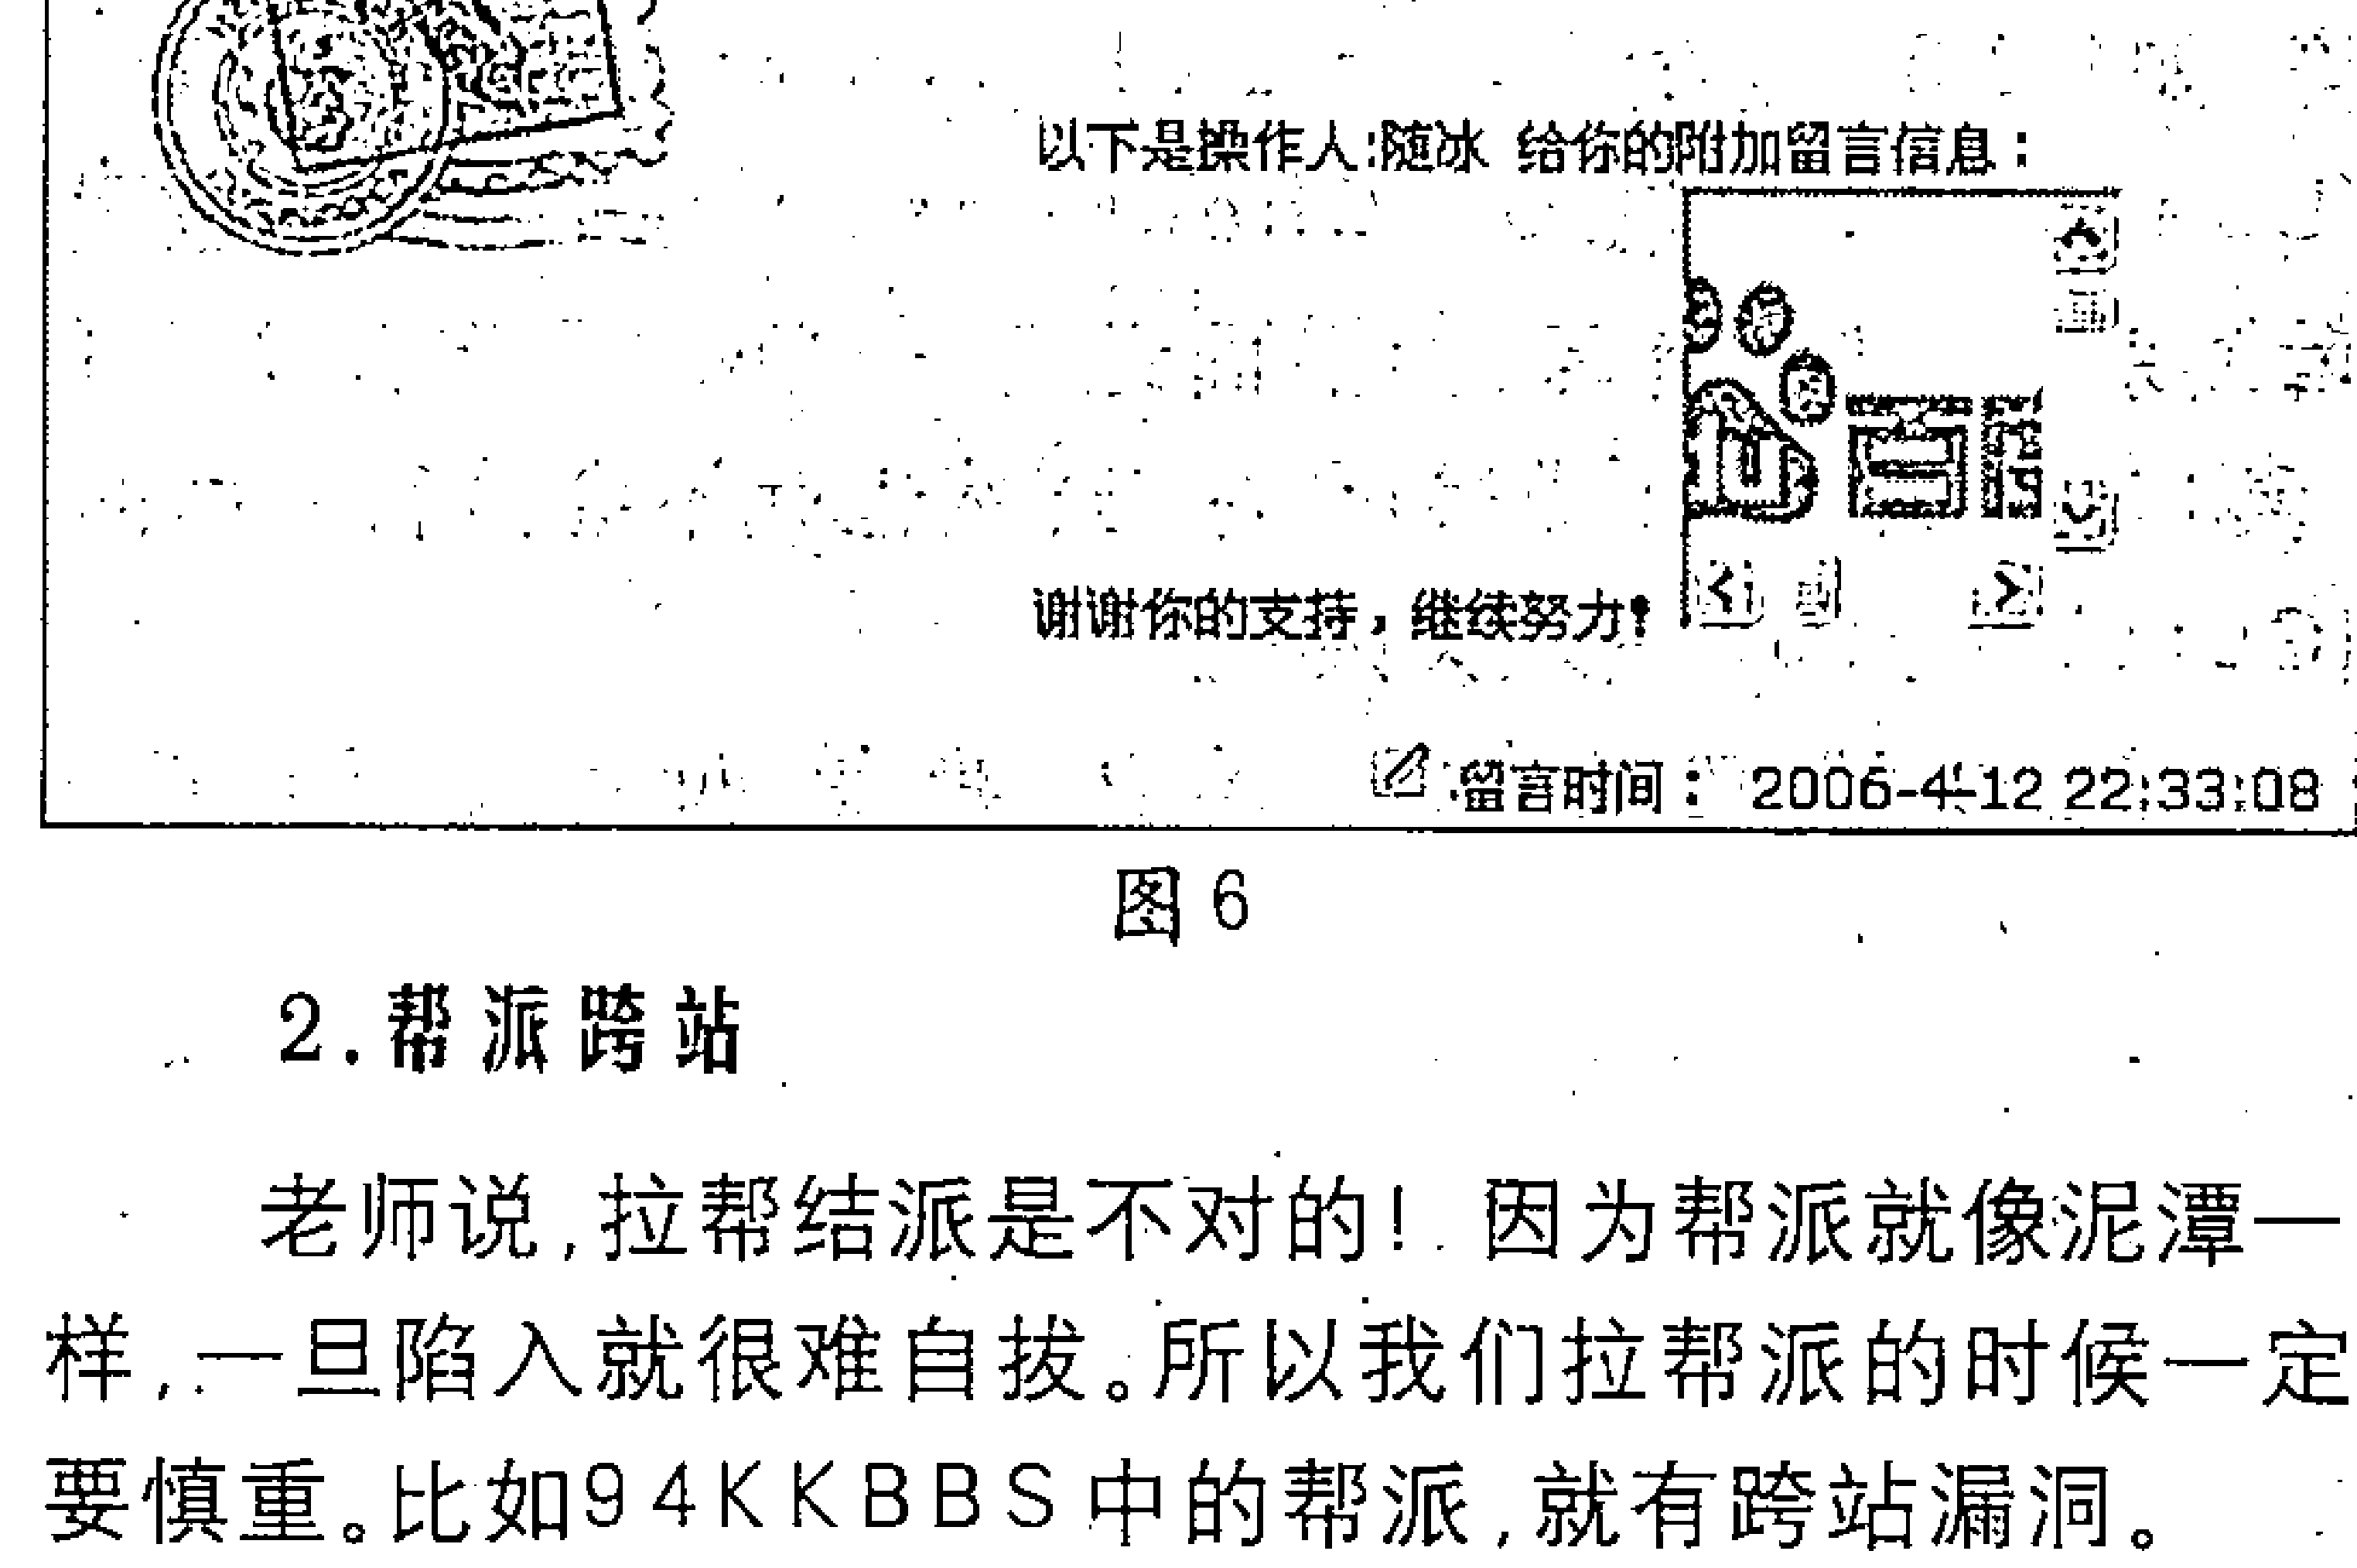 以下是操作人:随冰 给你的附加留言信息：
谢谢你的支持，继续努力!
留言时间： 2006-4-12 22:33:08
图6
2.帮派跨站
老师说,拉帮结派是不对的! 因为帮派就像泥潭一
样,一旦陷入就很难自拔。所以我们拉帮派的时候一定
要慎重。比如94KKBBS中的帮派,就有跨站漏洞。